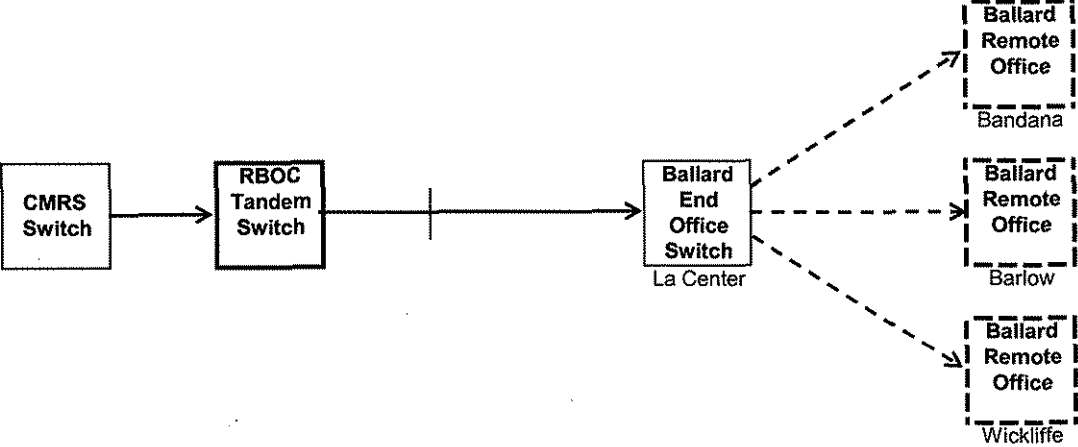 CMRS
Switch
RBOC
Tandem
Switch
Ballard
End
Office
Switch
La Center
Ballard
Remote
Office
Bandana
Ballard
Remote
Office
Barlow
Ballard
Remote
Office
Wickliffe